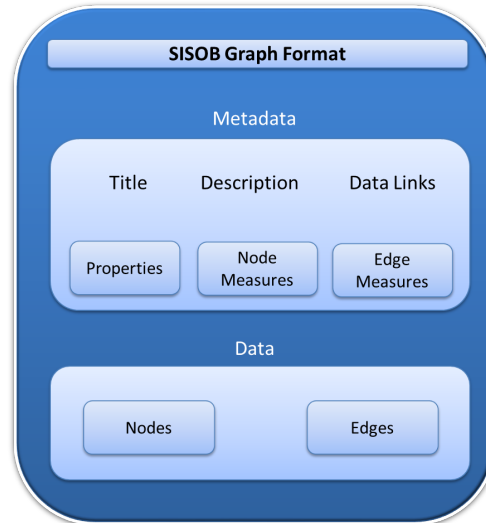 SISOB Graph Format
Metadata
Title Description Data Links
Properties
Node
Measures
Edge
Measures
Data
Nodes
Edges